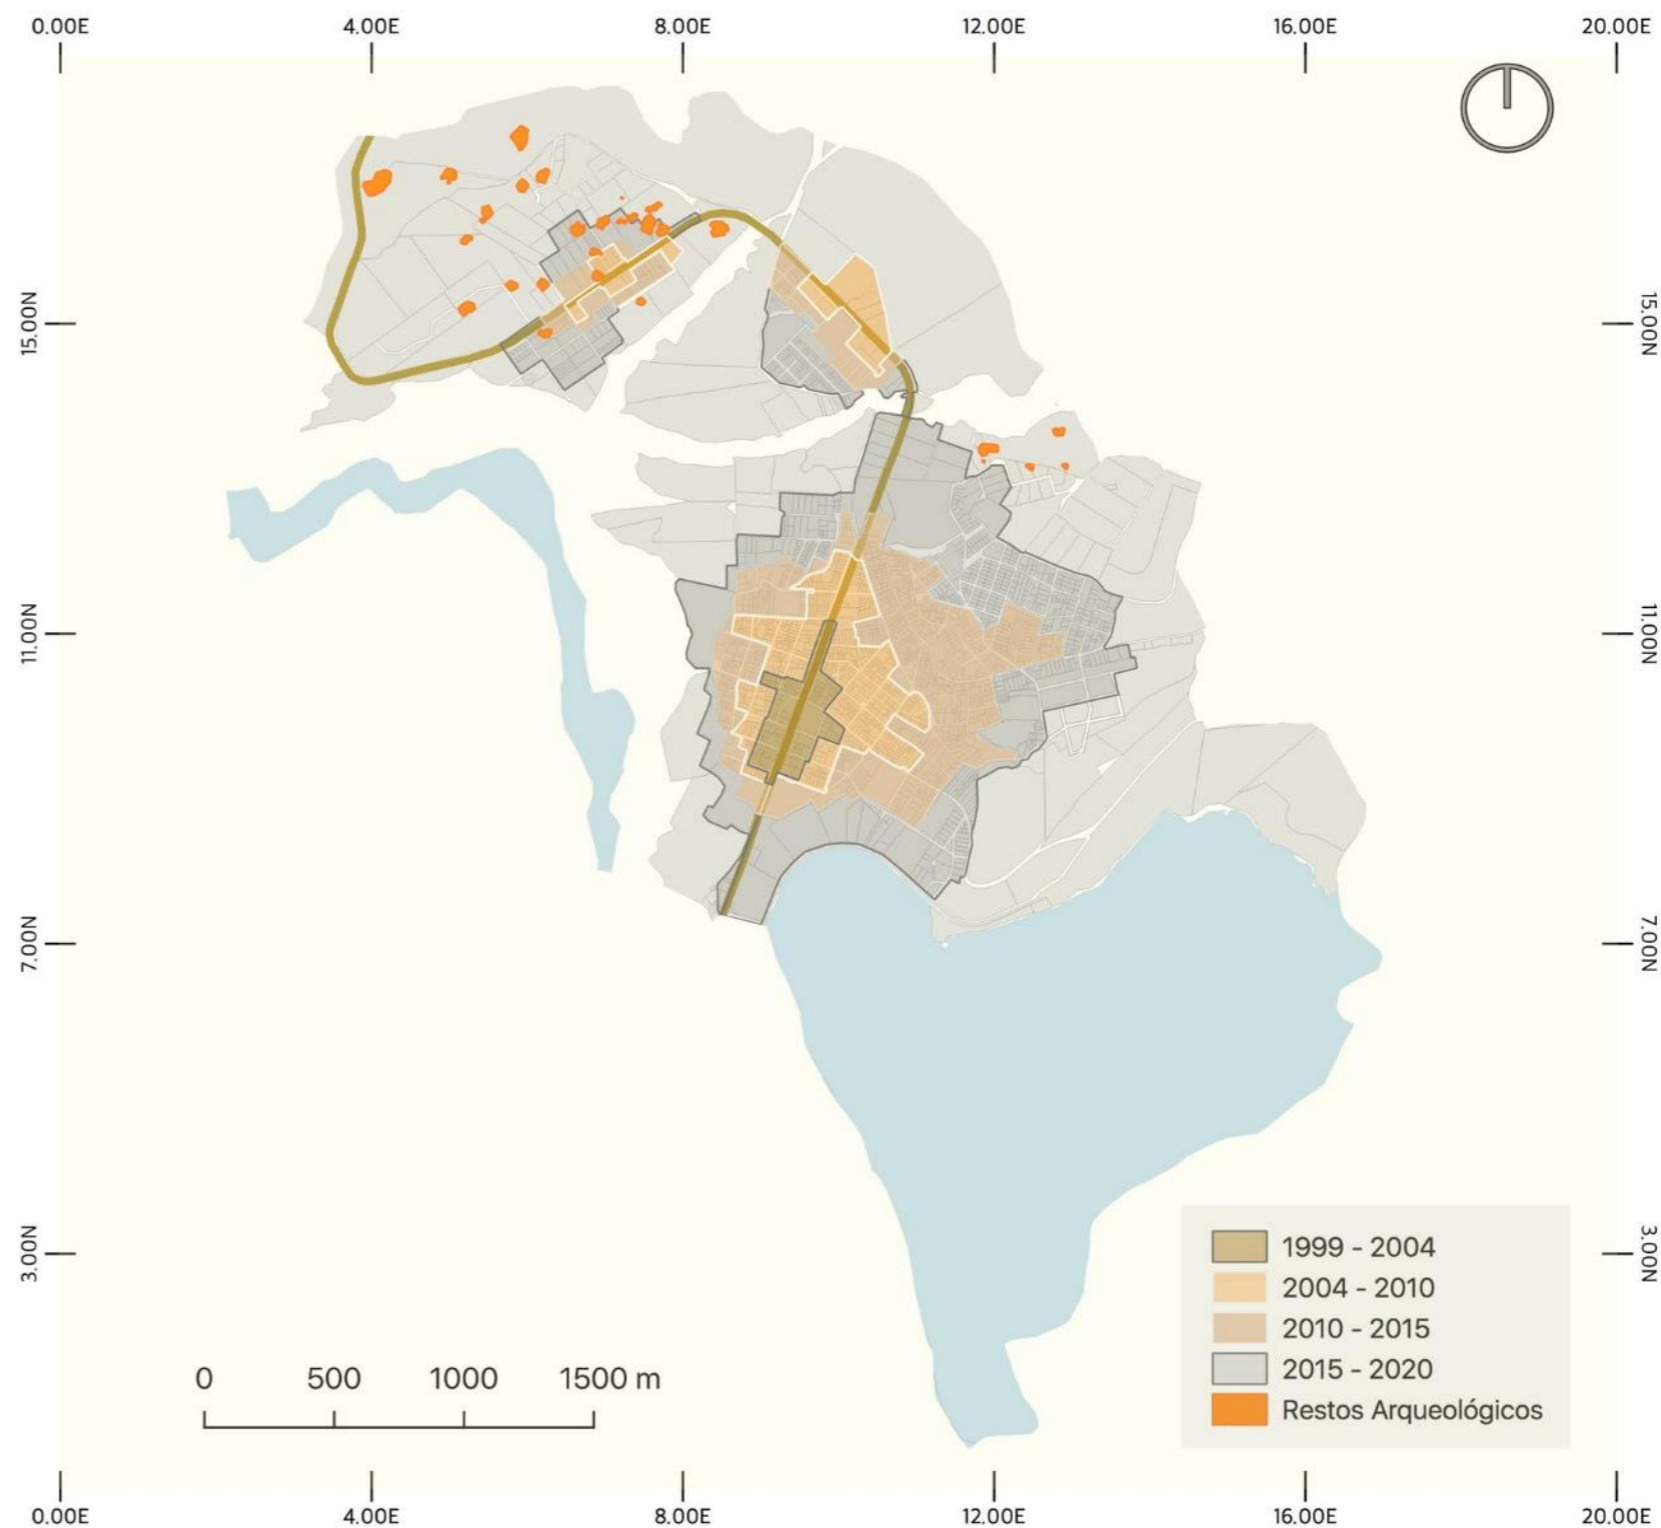 0.00E 4.00E 8.00E 12.00E 16.00E 20.00E
15.00N 15.00N
11.00N 11.00N
7.00N 7.00N
3.00N 3.00N
1999 - 2004
2004 - 2010
2010 - 2015
2015 - 2020
Restos Arqueológicos
0 500 1000 1500 m
0.00E 4.00E 8.00E 12.00E 16.00E 20.00E